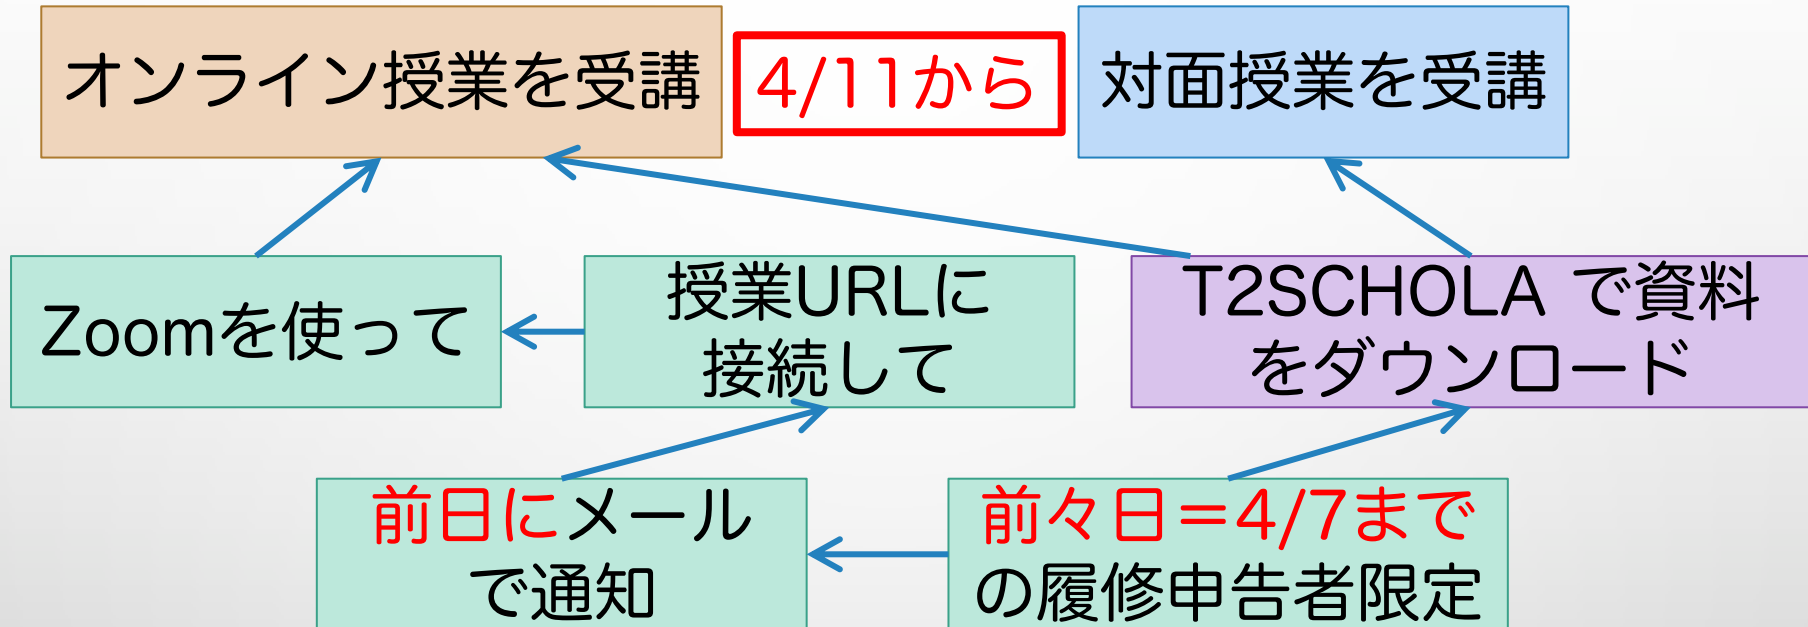 オンライン授業を受講
4/11から
対面授業を受講
Zoomを使って
授業URLに
接続して
T2SCHOLA で資料
をダウンロード
前日にメール
で通知
前々日＝4/7まで
の履修申告者限定